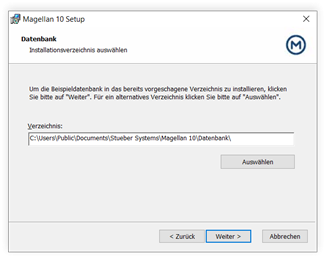 Magellan 10 Setup
Datenbank
Installationsverzeichnis auswählen
M
Um die Beispieldatenbank in das bereits vorgeschagene Verzeichnis zu installieren, klicken
Sie bitte auf "Weiter". Für ein alternatives Verzeichnis klicken Sie bitte auf "Auswählen".
Verzeichnis:
C:\Users\Public\Documents\Stueber Systems\Magellan 10\Datenbank\
Auswählen
< Zurück Weiter > Abbrechen